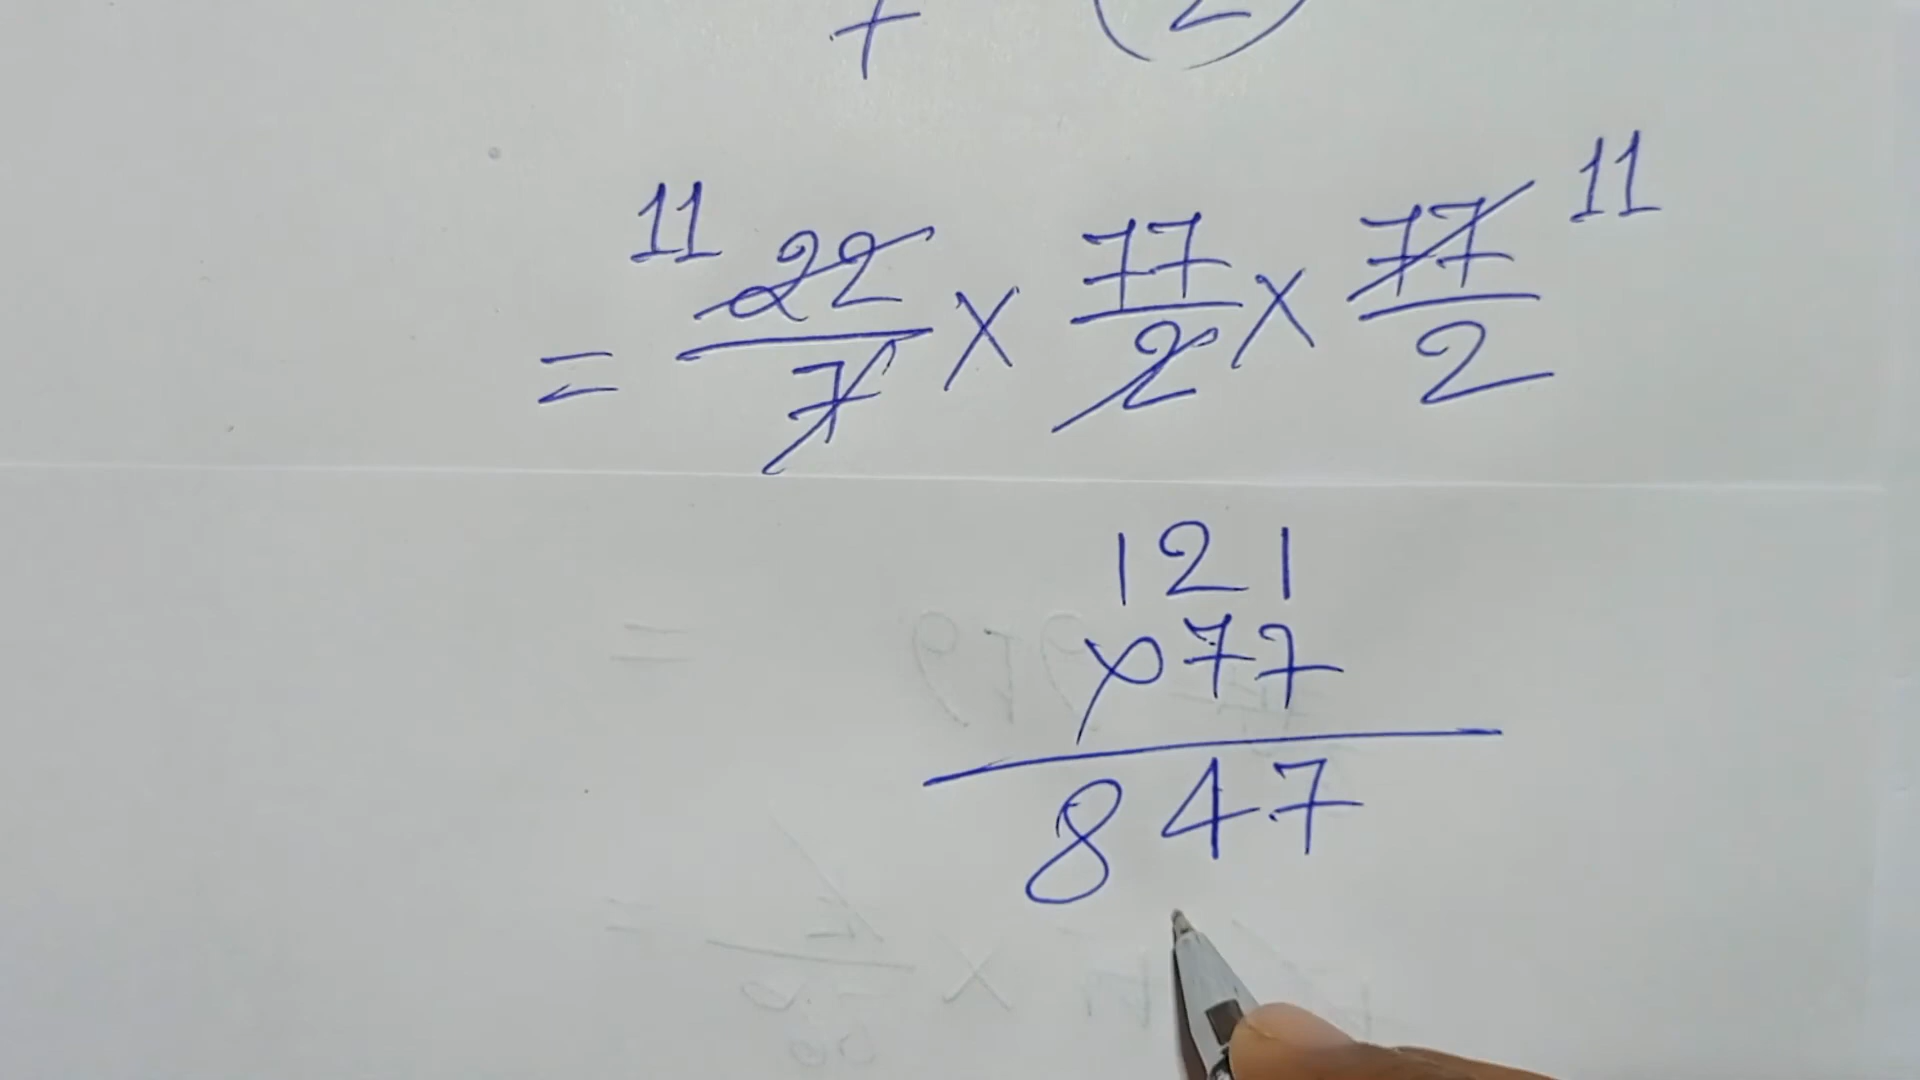 = 11 22/7 × 77/2 × 77/2 11
121
×77
847